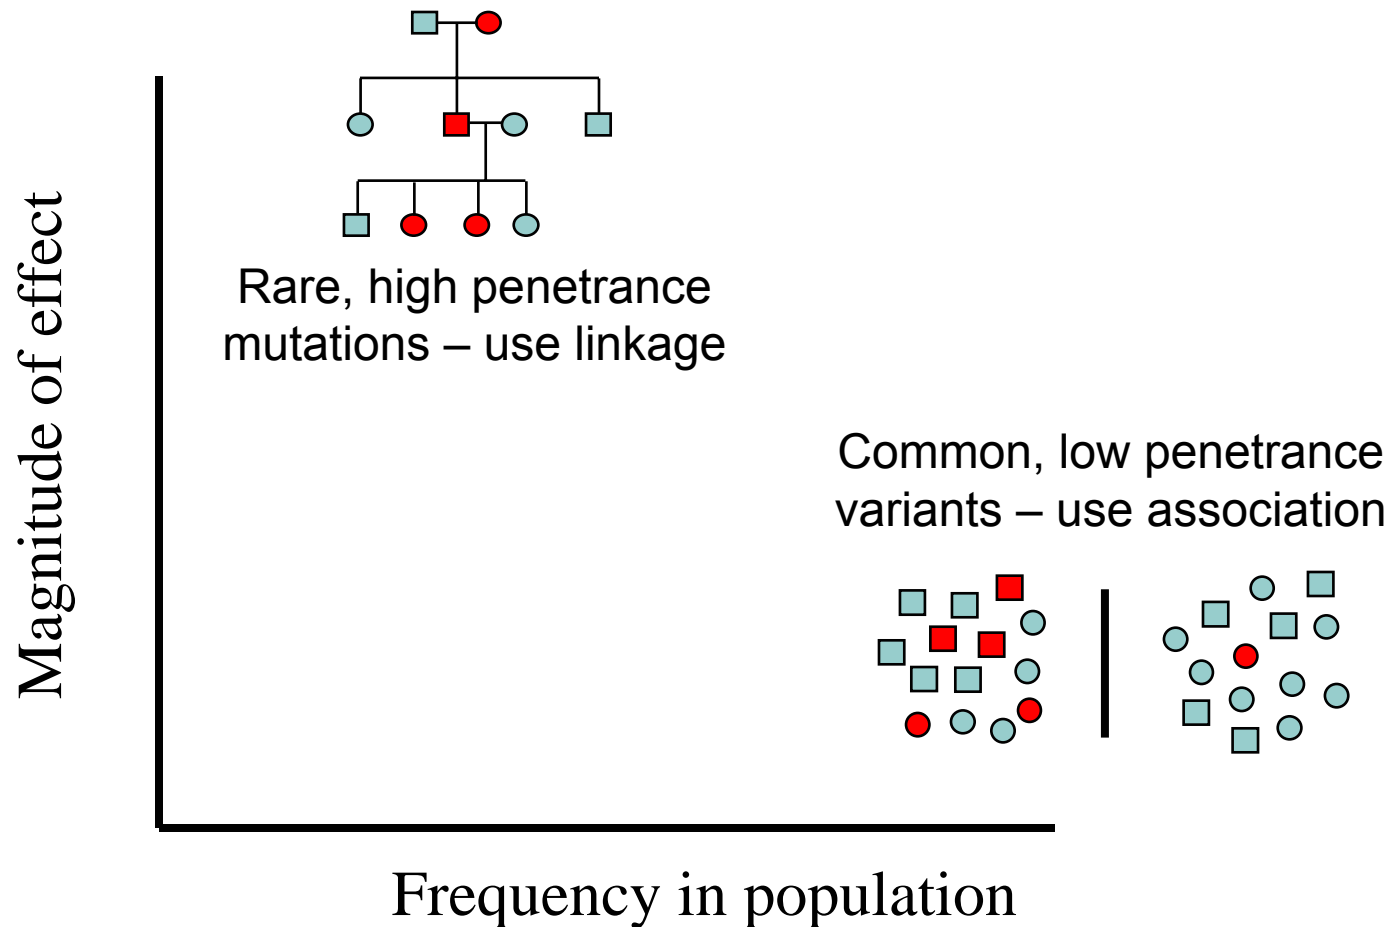 Magnitude of effect
Rare, high penetrance
mutations – use linkage
Common, low penetrance
variants – use association
Frequency in population